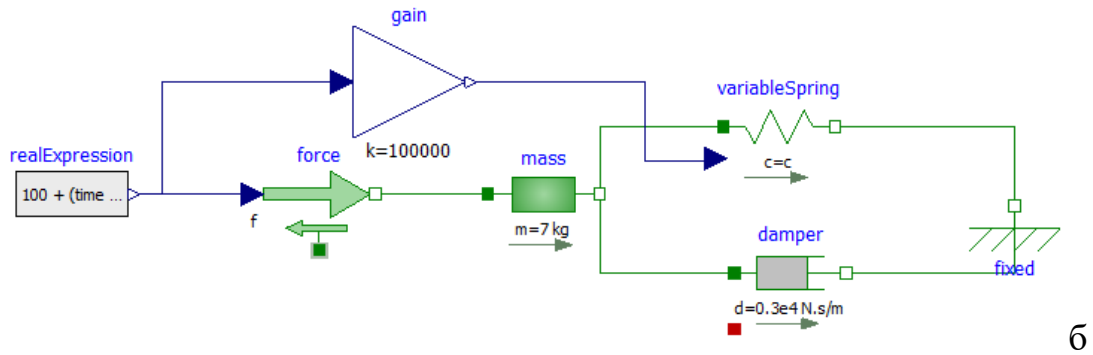 gain
variableSpring
k=100000
realExpression
force
mass
c=c
100 + (time ...
f
m=7 kg
damper
fixed
d=0.3e4 N.s/m
б